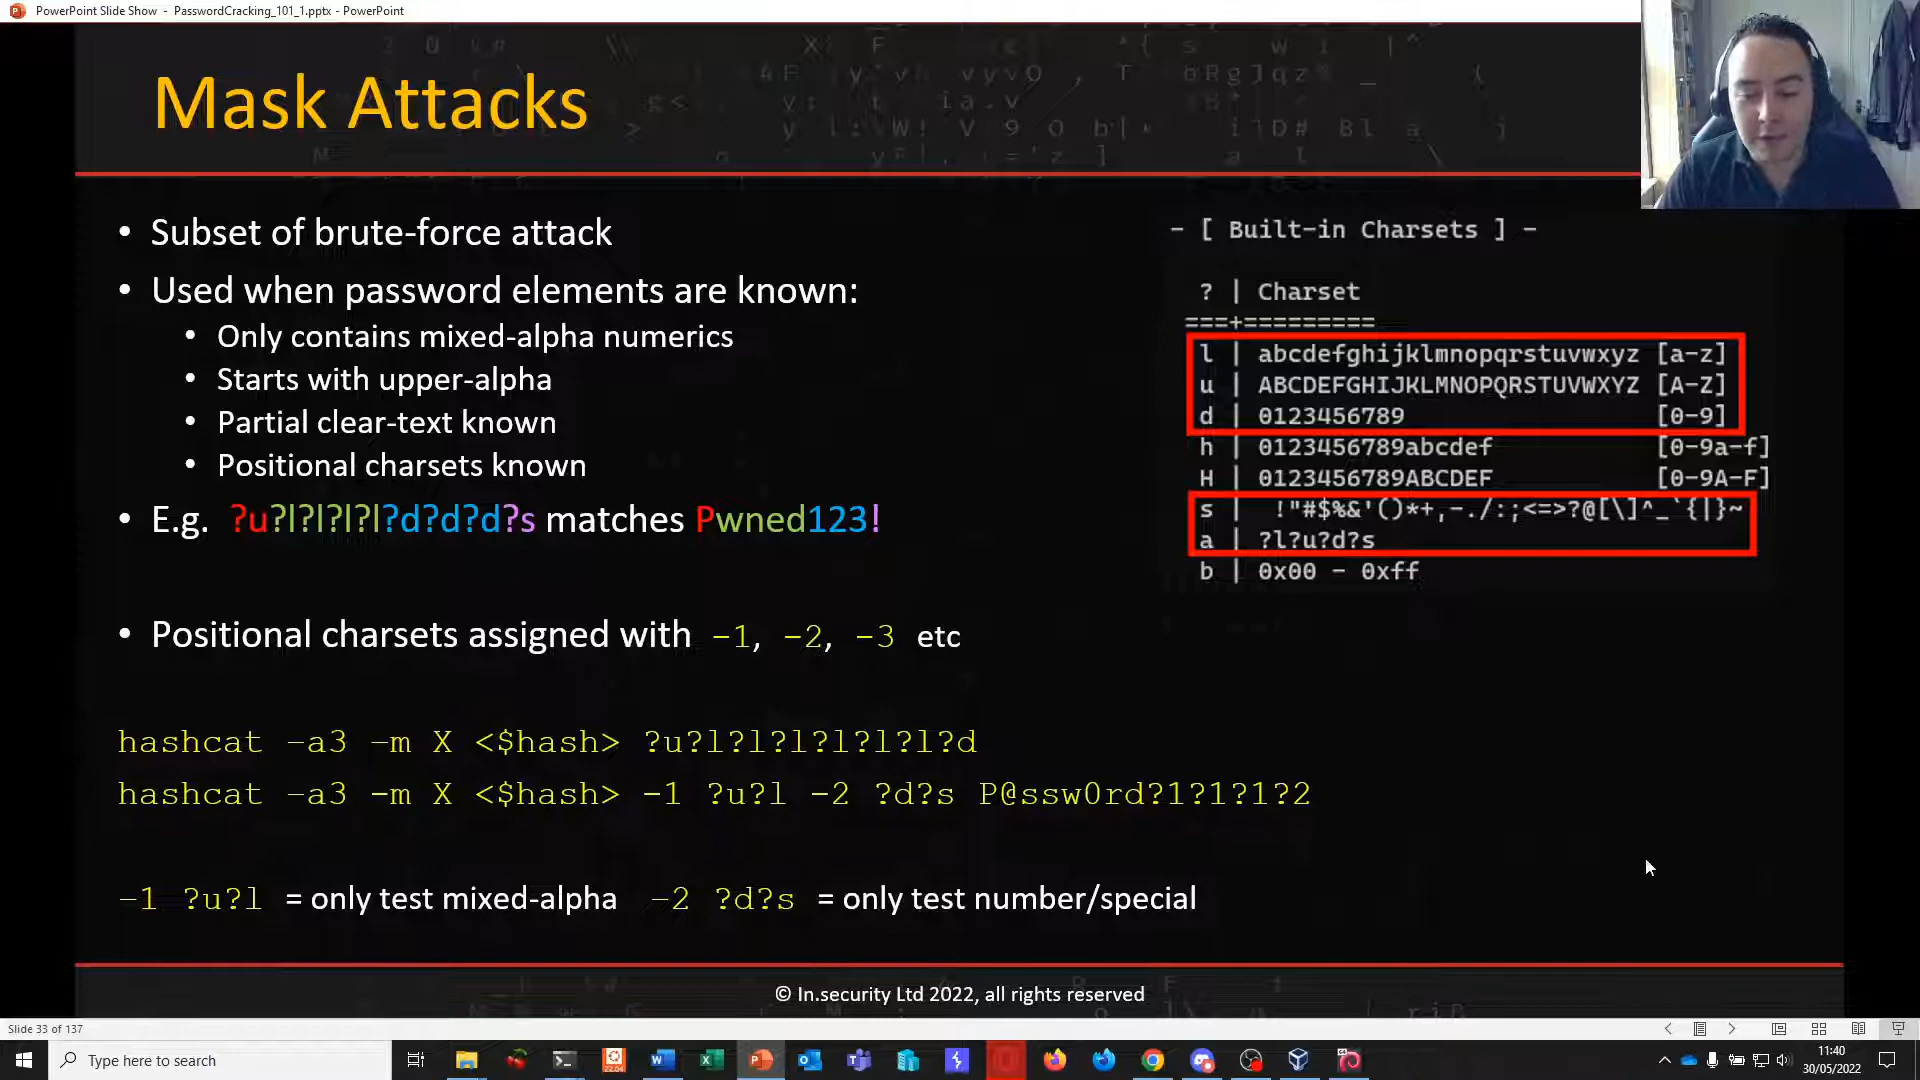 PowerPoint Slide Show - PasswordCracking_101_1.pptx - PowerPoint
Mask Attacks
• Subset of brute-force attack
• Used when password elements are known:
• Only contains mixed-alpha numerics
• Starts with upper-alpha
• Partial clear-text known
• Positional charsets known
• E.g. ?u?l?l?l?l?d?d?d?s matches Pwned123!
• Positional charsets assigned with -1, -2, -3 etc
hashcat -a3 -m X <$hash> ?u?l?l?l?l?l?l?d
hashcat -a3 -m X <$hash> -1 ?u?l -2 ?d?s P@ssw0rd?1?1?1?2
-1 ?u?l = only test mixed-alpha -2 ?d?s = only test number/special
- [ Built-in Charsets ] -
? | Charset
===+=========
l | abcdefghijklmnopqrstuvwxyz [a-z]
u | ABCDEFGHIJKLMNOPQRSTUVWXYZ [A-Z]
d | 0123456789 [0-9]
h | 0123456789abcdef [0-9a-f]
H | 0123456789ABCDEF [0-9A-F]
s | !"#$%&'()*+,-./:;<=>?@[\]^_`{|}~
a | ?l?u?d?s
b | 0x00 - 0xff
© In.security Ltd 2022, all rights reserved
Slide 33 of 137
Type here to search
22.04
11:40
30/05/2022